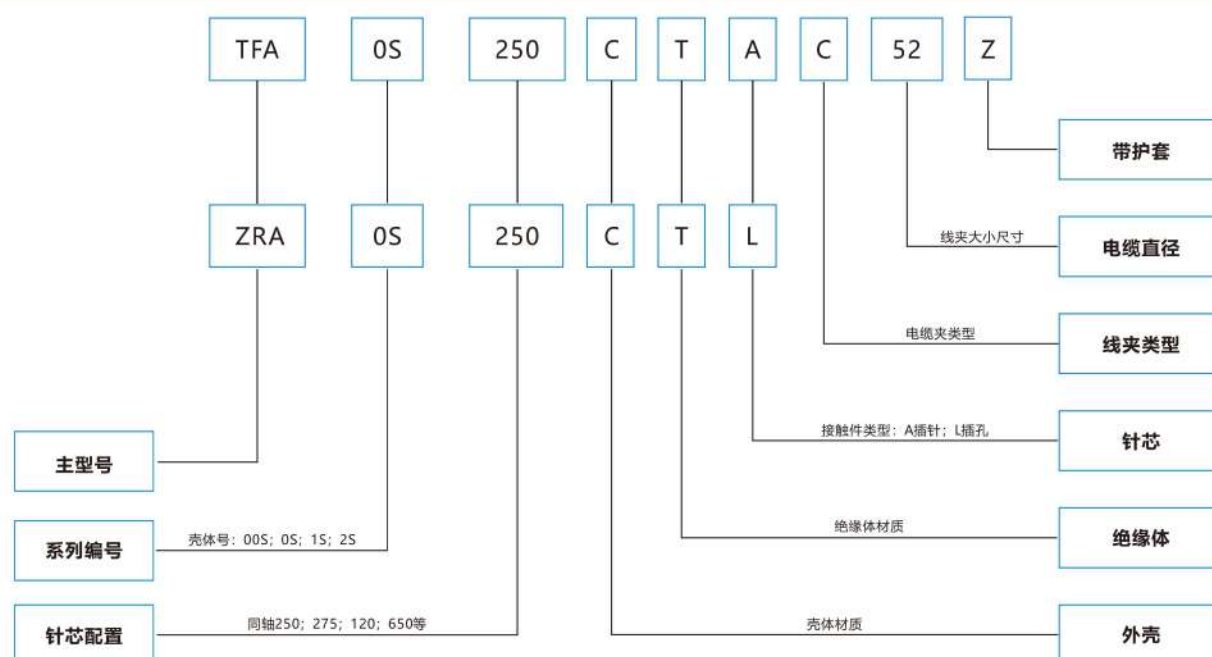 TFA 0S 250 C T A C 52 Z
带护套
ZRA 0S 250 C T L
线夹大小尺寸 电缆直径
电缆夹类型 线夹类型
接触件类型：A插针；L插孔 针芯
主型号
绝缘体材质 绝缘体
系列编号 壳体号：00S；0S；1S；2S
针芯配置 同轴250；275；120；650等
壳体材质 外壳